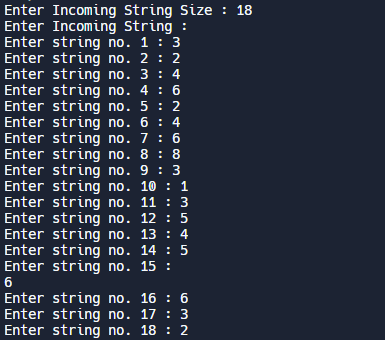 Enter Incoming String Size : 18
Enter Incoming String :
Enter string no. 1 : 3
Enter string no. 2 : 2
Enter string no. 3 : 4
Enter string no. 4 : 6
Enter string no. 5 : 2
Enter string no. 6 : 4
Enter string no. 7 : 6
Enter string no. 8 : 8
Enter string no. 9 : 3
Enter string no. 10 : 1
Enter string no. 11 : 3
Enter string no. 12 : 5
Enter string no. 13 : 4
Enter string no. 14 : 5
Enter string no. 15 :
6
Enter string no. 16 : 6
Enter string no. 17 : 3
Enter string no. 18 : 2